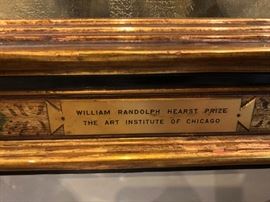 WILLIAM RANDOLPH HEARST PRIZE
THE ART INSTITUTE OF CHICAGO